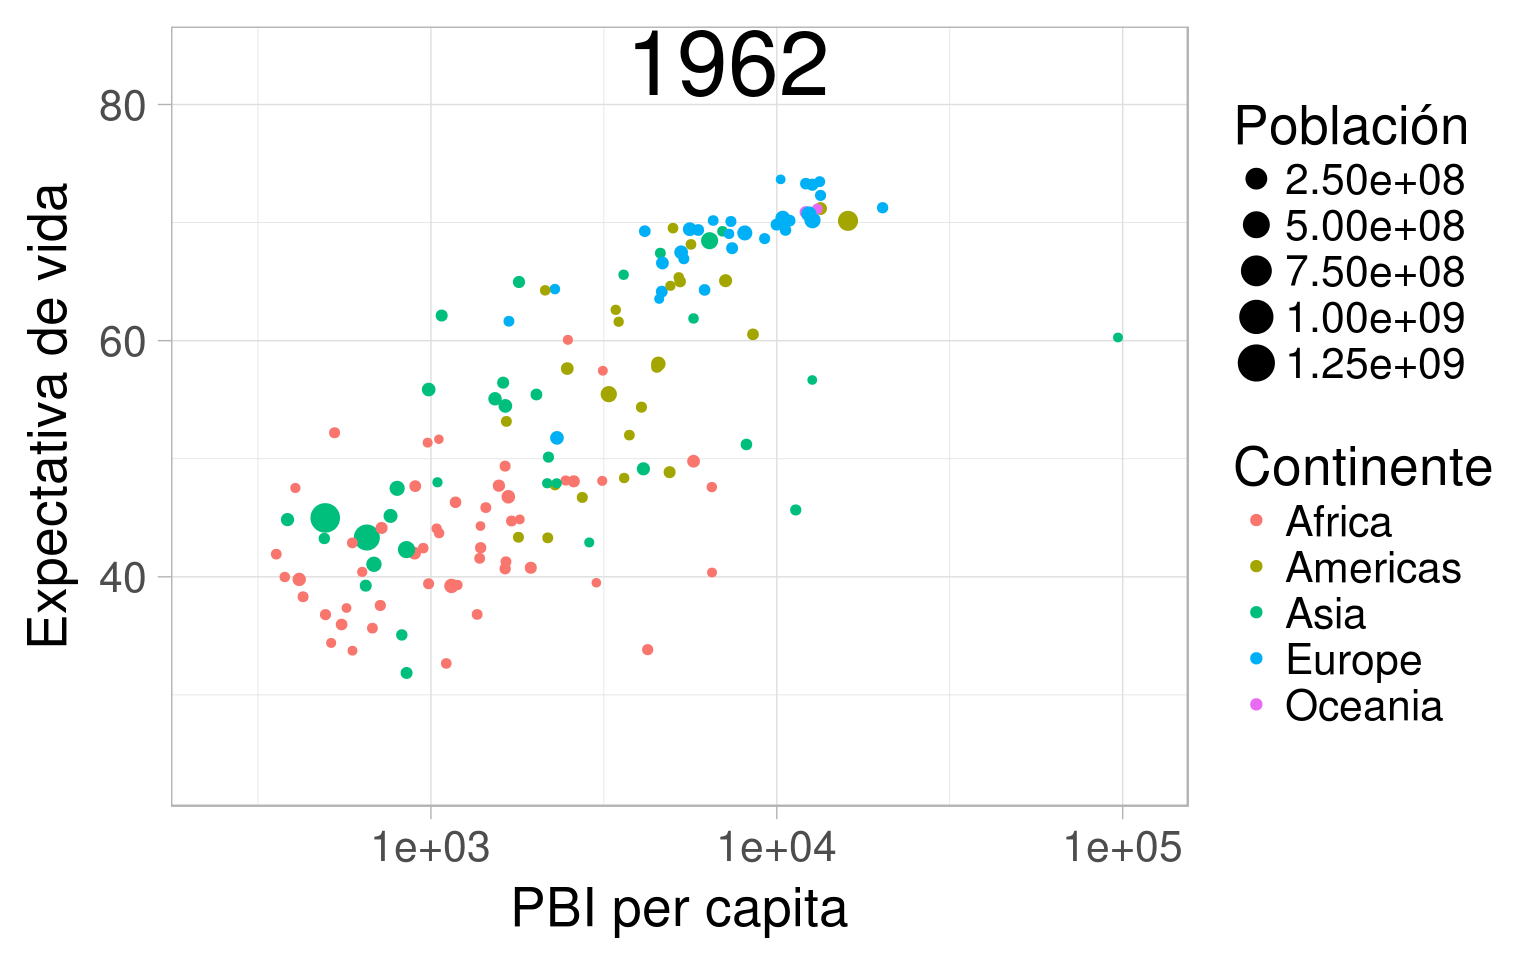 1962
80
60
40
Expectativa de vida
1e+03
1e+04
1e+05
PBI per capita
Población
2.50e+08
5.00e+08
7.50e+08
1.00e+09
1.25e+09
Continente
Africa
Americas
Asia
Europe
Oceania